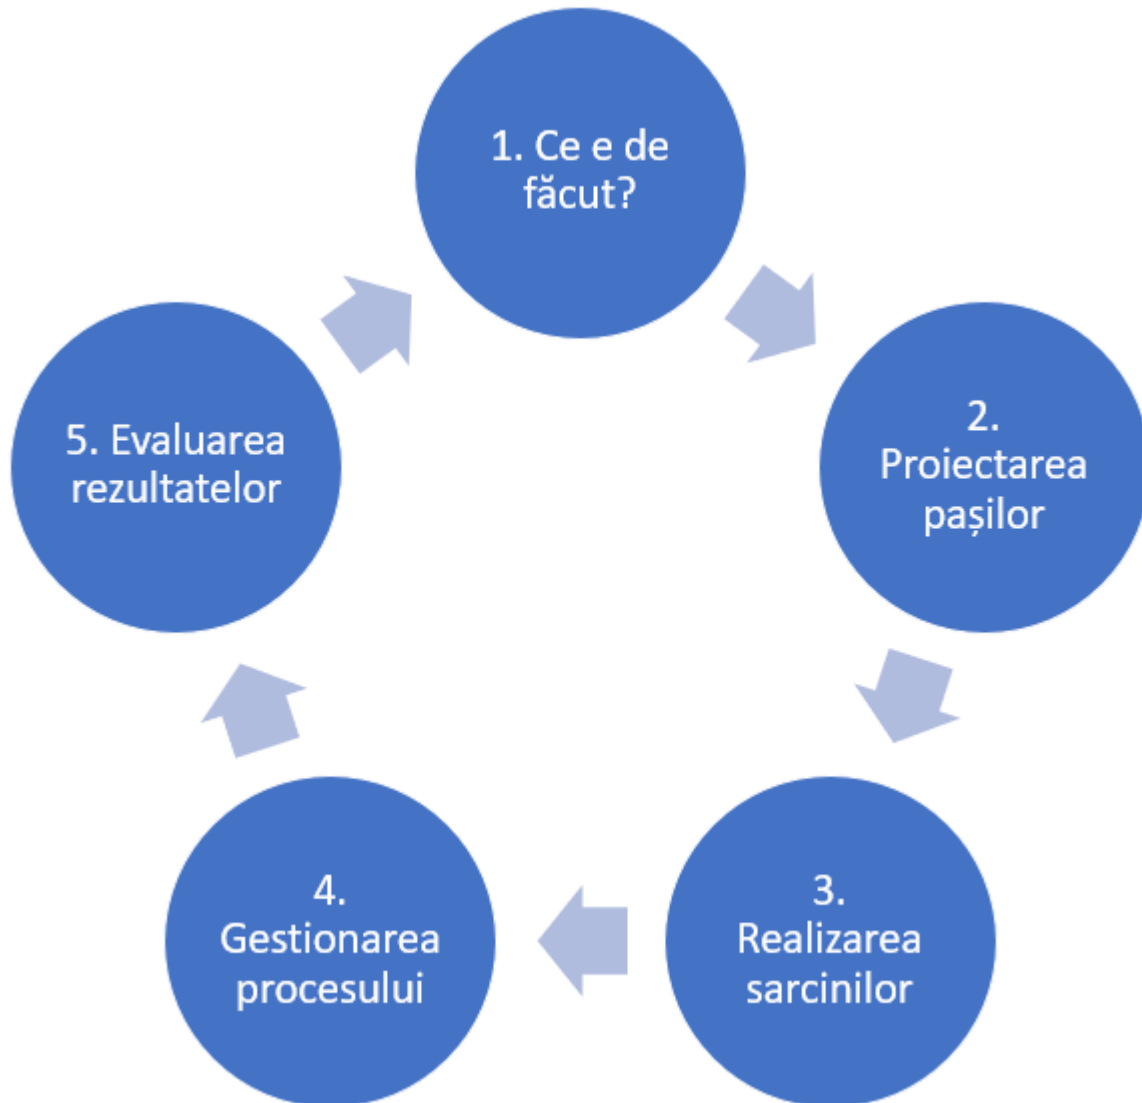 1. Ce e de
făcut?
2.
Proiectarea
pașilor
3.
Realizarea
sarcinilor
4.
Gestionarea
procesului
5. Evaluarea
rezultatelor